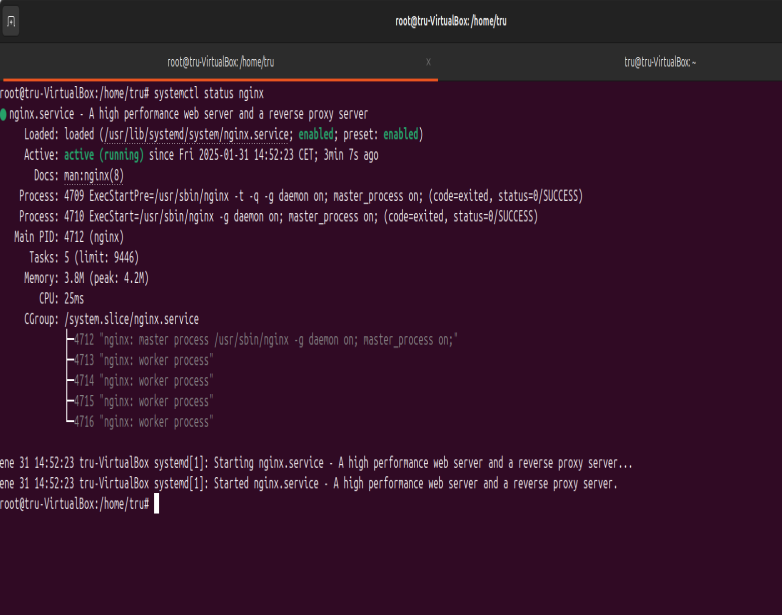 root@tru-VirtualBox: /home/tru
root@tru-VirtualBox: /home/tru x tru@tru-VirtualBox: ~
root@tru-VirtualBox:/home/tru# systemctl status nginx
● nginx.service - A high performance web server and a reverse proxy server
Loaded: loaded (/usr/lib/systemd/system/nginx.service; enabled; preset: enabled)
Active: active (running) since Fri 2025-01-31 14:52:23 CET; 3min 7s ago
Docs: man:nginx(8)
Process: 4709 ExecStartPre=/usr/sbin/nginx -t -q -g daemon on; master_process on; (code=exited, status=0/SUCCESS)
Process: 4710 ExecStart=/usr/sbin/nginx -g daemon on; master_process on; (code=exited, status=0/SUCCESS)
Main PID: 4712 (nginx)
Tasks: 5 (limit: 9446)
Memory: 3.8M (peak: 4.2M)
CPU: 25ms
CGroup: /system.slice/nginx.service
├─4712 "nginx: master process /usr/sbin/nginx -g daemon on; master_process on;"
├─4713 "nginx: worker process"
├─4714 "nginx: worker process"
├─4715 "nginx: worker process"
└─4716 "nginx: worker process"
ene 31 14:52:23 tru-VirtualBox systemd[1]: Starting nginx.service - A high performance web server and a reverse proxy server...
ene 31 14:52:23 tru-VirtualBox systemd[1]: Started nginx.service - A high performance web server and a reverse proxy server.
root@tru-VirtualBox:/home/tru#